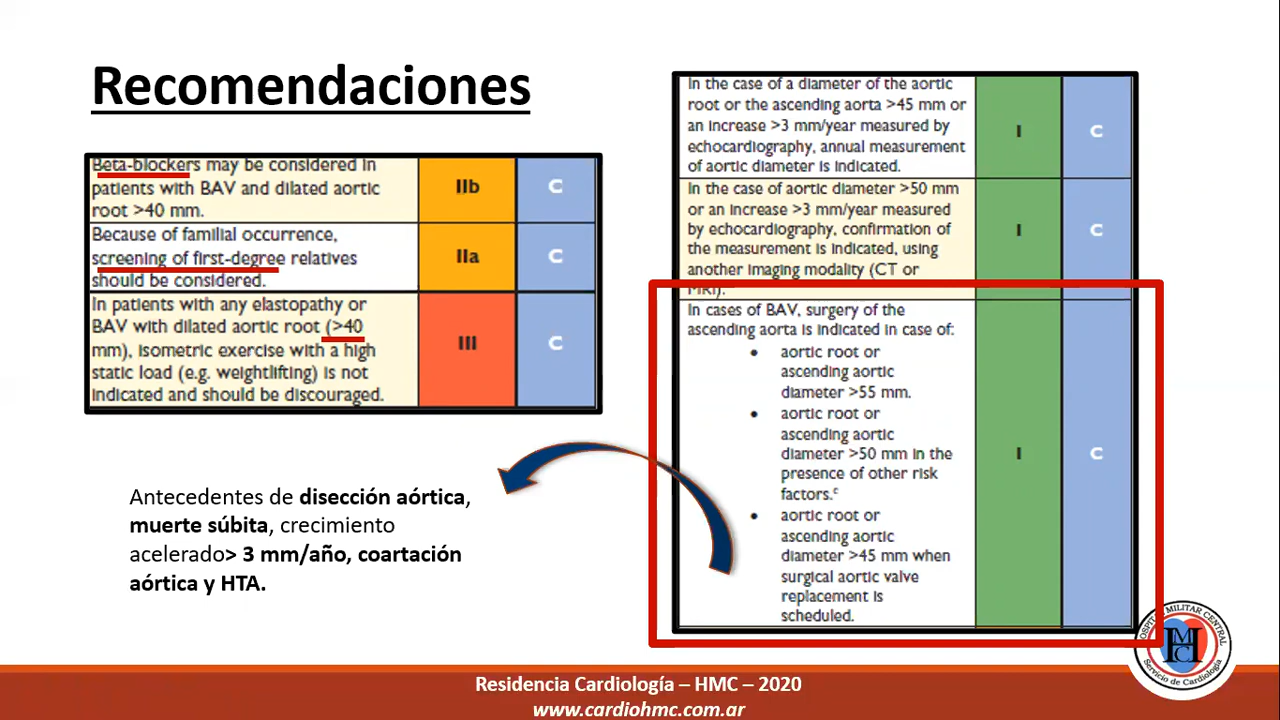 Recomendaciones
Beta-blockers may be considered in
patients with BAV and dilated aortic
root >40 mm.
IIb
C
Because of familial occurrence,
screening of first-degree relatives
should be considered.
IIa
C
In patients with any elastopathy or
BAV with dilated aortic root (>40
mm), isometric exercise with a high
static load (e.g. weightlifting) is not
indicated and should be discouraged.
III
C
Antecedentes de disección aórtica,
muerte súbita, crecimiento
acelerado> 3 mm/año, coartación
aórtica y HTA.
In the case of a diameter of the aortic
root or the ascending aorta >45 mm or
an increase >3 mm/year measured by
echocardiography, annual measurement
of aortic diameter is indicated.
I
C
In the case of aortic diameter >50 mm
or an increase >3 mm/year measured
by echocardiography, confirmation of
the measurement is indicated, using
another imaging modality (CT or
MRI).
I
C
In cases of BAV, surgery of the
ascending aorta is indicated in case of:
• aortic root or
ascending aortic
diameter >55 mm.
• aortic root or
ascending aortic
diameter >50 mm in the
presence of other risk
factors.c
• aortic root or
ascending aortic
diameter >45 mm when
surgical aortic valve
replacement is
scheduled.
I
C
HOSPITAL MILITAR CENTRAL
HMC
Servicio de Cardiología
Residencia Cardiología – HMC – 2020
www.cardiohmc.com.ar